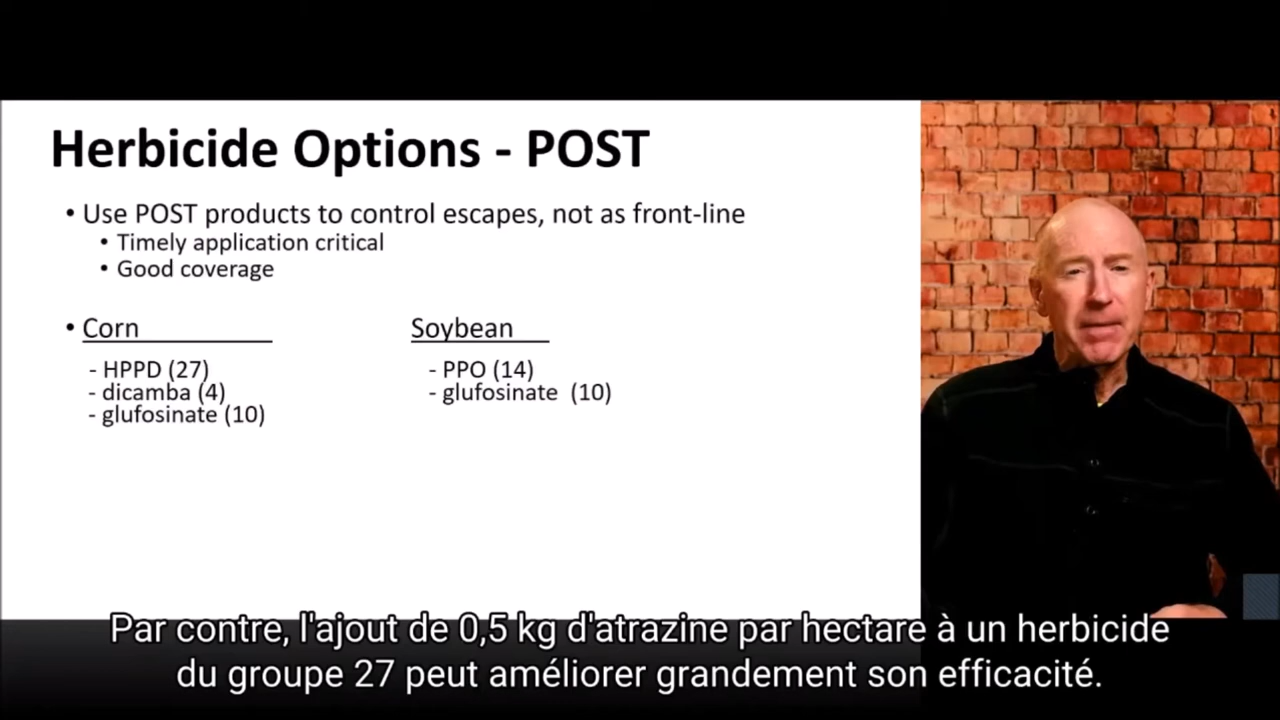 Herbicide Options - POST
• Use POST products to control escapes, not as front-line
• Timely application critical
• Good coverage
• Corn
- HPPD (27)
- dicamba (4)
- glufosinate (10)
Soybean
- PPO (14)
- glufosinate (10)
Par contre, l'ajout de 0,5 kg d'atrazine par hectare à un herbicide
du groupe 27 peut améliorer grandement son efficacité.